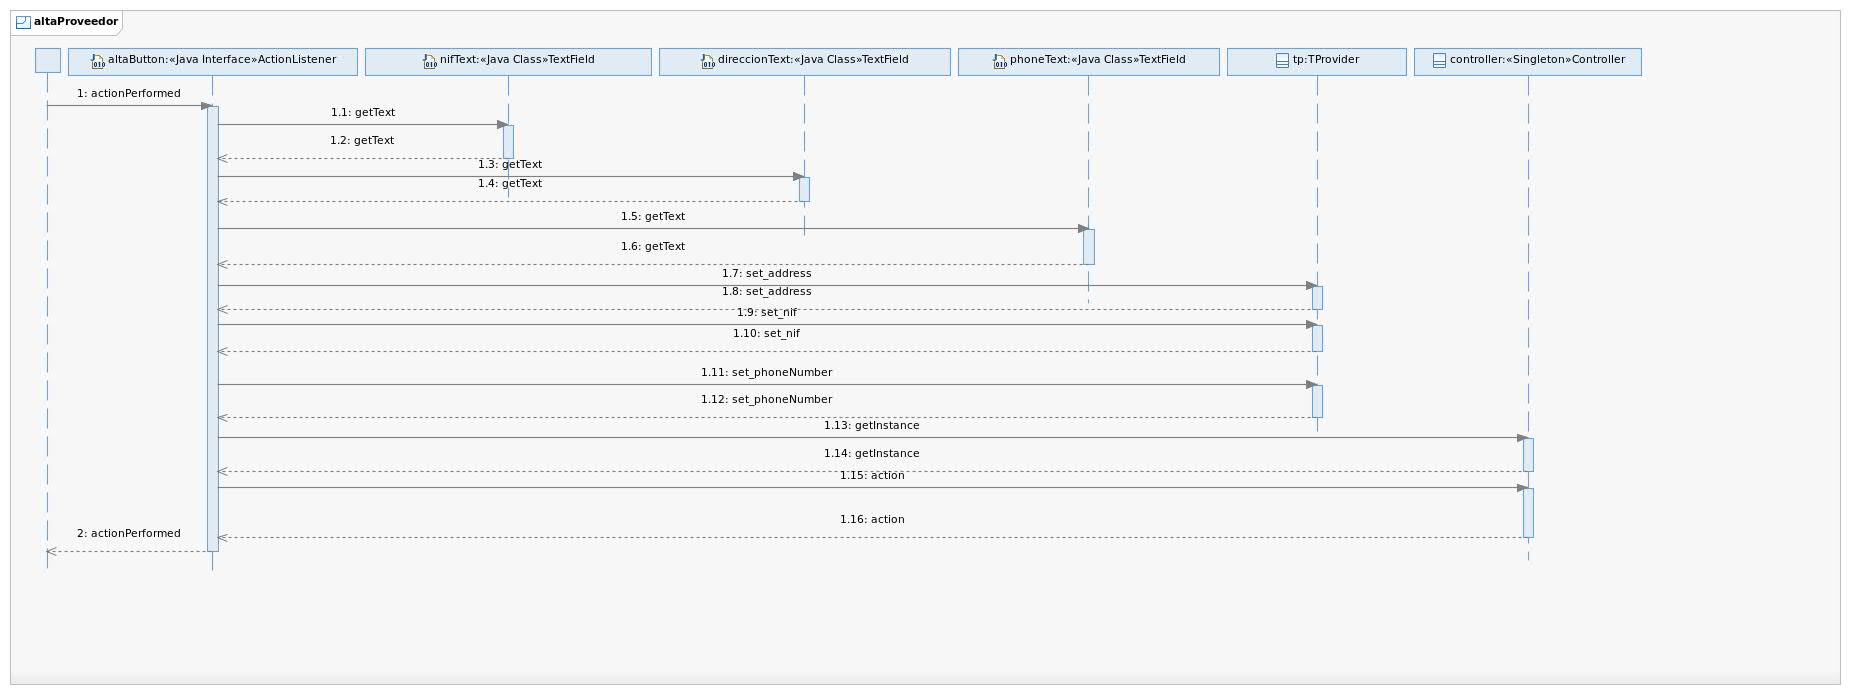 altaProveedor
altaButton:«Java Interface»ActionListener
nifText:«Java Class»TextField
direccionText:«Java Class»TextField
phoneText:«Java Class»TextField
tp:TProvider
controller:«Singleton»Controller
1: actionPerformed
1.1: getText
1.2: getText
1.3: getText
1.4: getText
1.5: getText
1.6: getText
1.7: set_address
1.8: set_address
1.9: set_nif
1.10: set_nif
1.11: set_phoneNumber
1.12: set_phoneNumber
1.13: getInstance
1.14: getInstance
1.15: action
1.16: action
2: actionPerformed